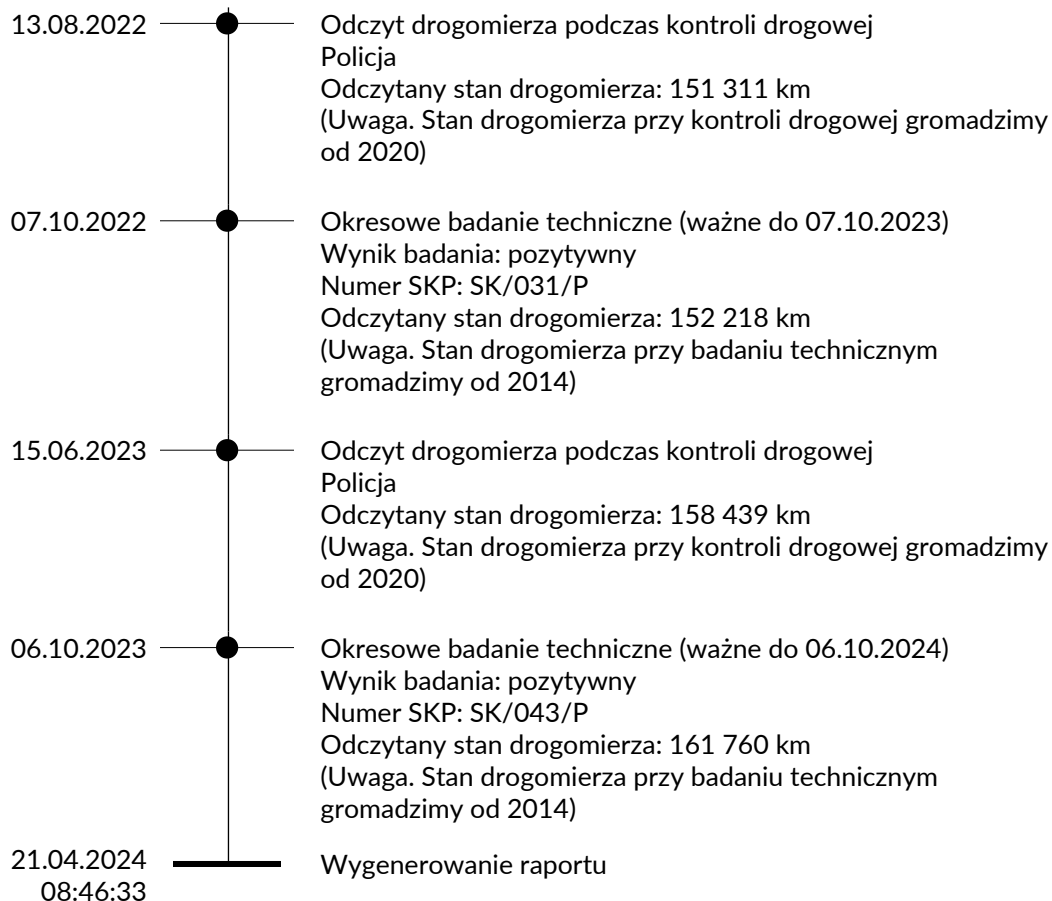 13.08.2022
Odczyt drogomierza podczas kontroli drogowej
Policja
Odczytany stan drogomierza: 151 311 km
(Uwaga. Stan drogomierza przy kontroli drogowej gromadzimy
od 2020)
07.10.2022
Okresowe badanie techniczne (ważne do 07.10.2023)
Wynik badania: pozytywny
Numer SKP: SK/031/P
Odczytany stan drogomierza: 152 218 km
(Uwaga. Stan drogomierza przy badaniu technicznym
gromadzimy od 2014)
15.06.2023
Odczyt drogomierza podczas kontroli drogowej
Policja
Odczytany stan drogomierza: 158 439 km
(Uwaga. Stan drogomierza przy kontroli drogowej gromadzimy
od 2020)
06.10.2023
Okresowe badanie techniczne (ważne do 06.10.2024)
Wynik badania: pozytywny
Numer SKP: SK/043/P
Odczytany stan drogomierza: 161 760 km
(Uwaga. Stan drogomierza przy badaniu technicznym
gromadzimy od 2014)
21.04.2024
08:46:33
Wygenerowanie raportu